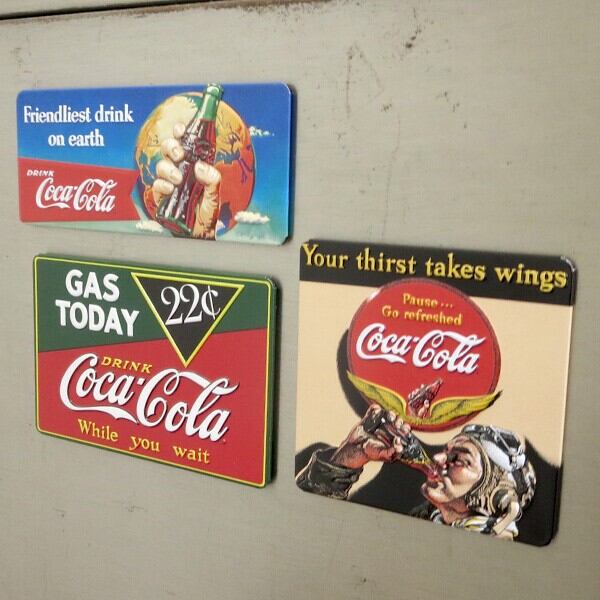 Friendliest drink
on earth
DRINK
Coca-Cola
GAS
TODAY
22¢
DRINK
Coca-Cola
While you wait
Your thirst takes wings
Pause...
Go refreshed
Coca-Cola